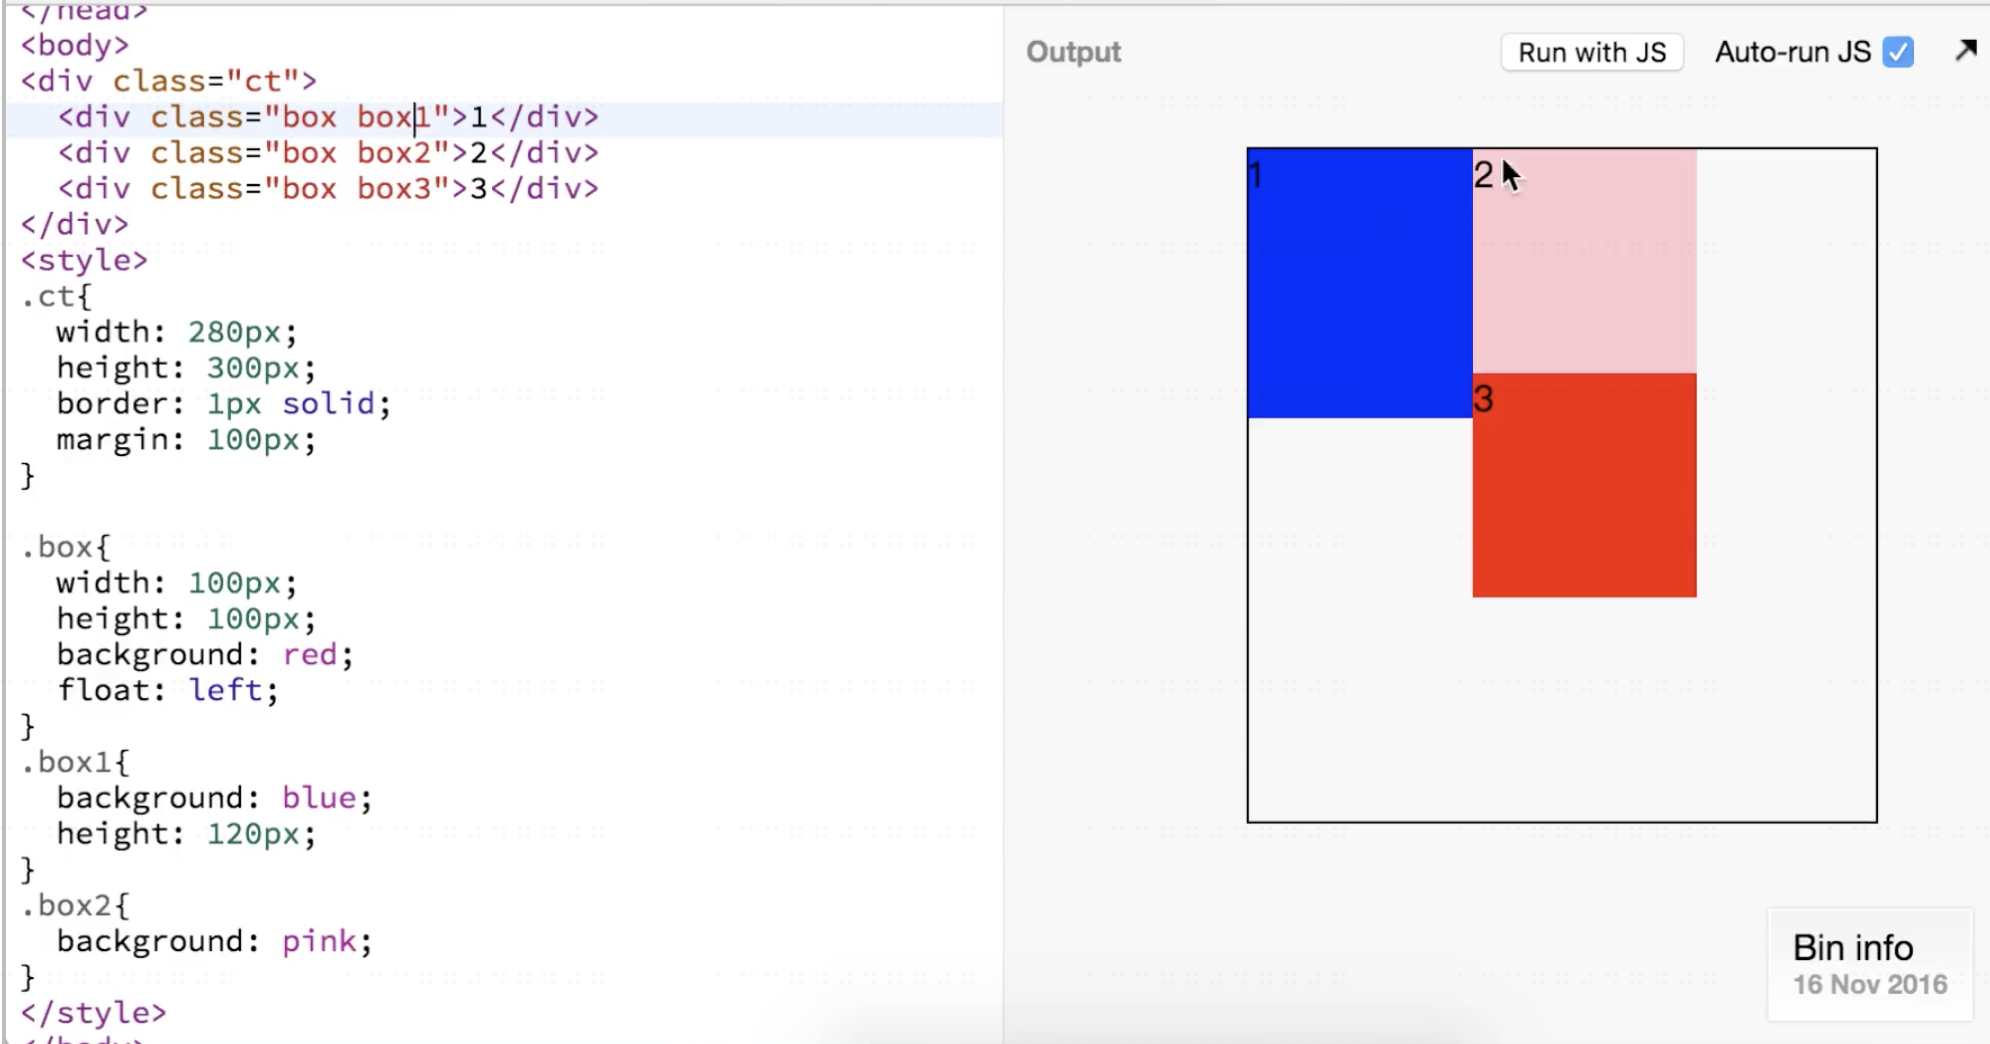 </head>
<body>
<div class="ct">
  <div class="box box1">1</div>
  <div class="box box2">2</div>
  <div class="box box3">3</div>
</div>
<style>
.ct{
  width: 280px;
  height: 300px;
  border: 1px solid;
  margin: 100px;
}
.box{
  width: 100px;
  height: 100px;
  background: red;
  float: left;
}
.box1{
  background: blue;
  height: 120px;
}
.box2{
  background: pink;
}
</style>
</body>
Output
Run with JS
Auto-run JS
1
2
3
Bin info
16 Nov 2016